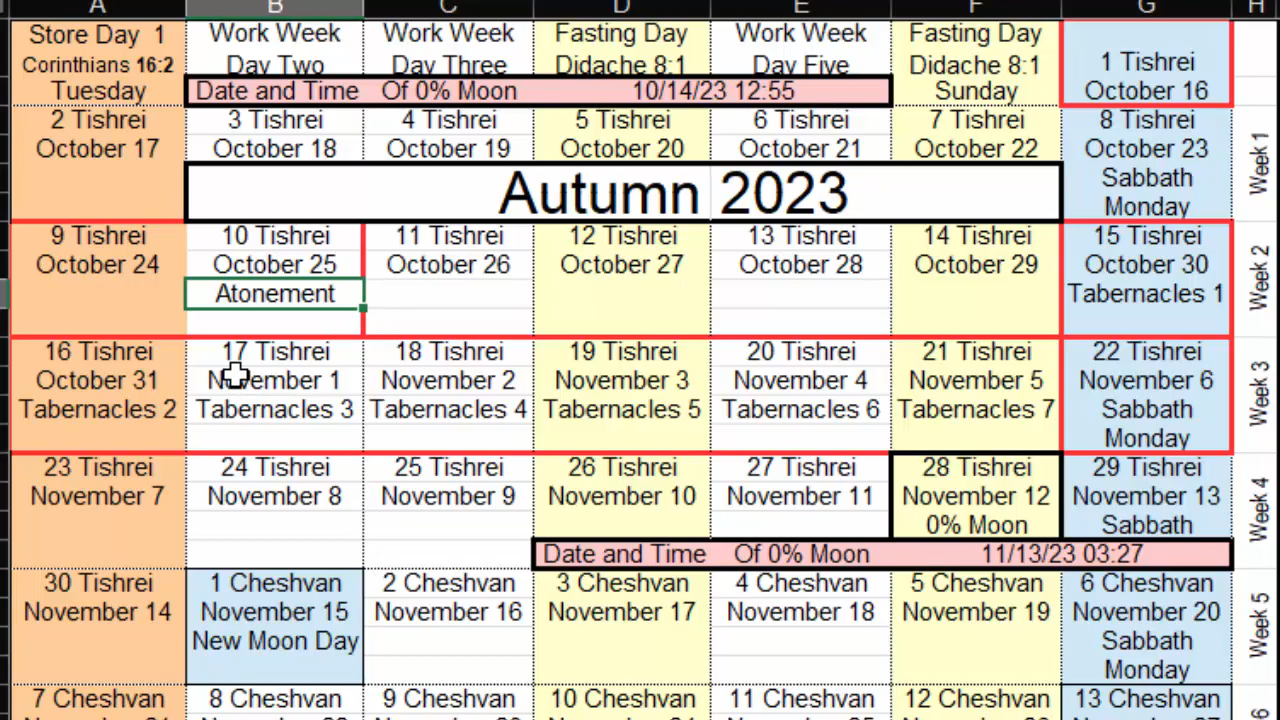 A B C D E F G H
Store Day 1 Work Week Work Week Fasting Day Work Week Fasting Day
Corinthians 16:2 Day Two Day Three Didache 8:1 Day Five Didache 8:1 1 Tishrei
Tuesday Date and Time Of 0% Moon 10/14/23 12:55 Sunday October 16
2 Tishrei 3 Tishrei 4 Tishrei 5 Tishrei 6 Tishrei 7 Tishrei 8 Tishrei
October 17 October 18 October 19 October 20 October 21 October 22 October 23
Sabbath
Autumn 2023
Monday
Week 1
9 Tishrei 10 Tishrei 11 Tishrei 12 Tishrei 13 Tishrei 14 Tishrei 15 Tishrei
October 24 October 25 October 26 October 27 October 28 October 29 October 30
Atonement Tabernacles 1
Week 2
16 Tishrei 17 Tishrei 18 Tishrei 19 Tishrei 20 Tishrei 21 Tishrei 22 Tishrei
October 31 November 1 November 2 November 3 November 4 November 5 November 6
Tabernacles 2 Tabernacles 3 Tabernacles 4 Tabernacles 5 Tabernacles 6 Tabernacles 7 Sabbath
Monday
Week 3
23 Tishrei 24 Tishrei 25 Tishrei 26 Tishrei 27 Tishrei 28 Tishrei 29 Tishrei
November 7 November 8 November 9 November 10 November 11 November 12 November 13
0% Moon Sabbath
Date and Time Of 0% Moon 11/13/23 03:27
Week 4
30 Tishrei 1 Cheshvan 2 Cheshvan 3 Cheshvan 4 Cheshvan 5 Cheshvan 6 Cheshvan
November 14 November 15 November 16 November 17 November 18 November 19 November 20
New Moon Day Sabbath
Monday
Week 5
7 Cheshvan 8 Cheshvan 9 Cheshvan 10 Cheshvan 11 Cheshvan 12 Cheshvan 13 Cheshvan
6